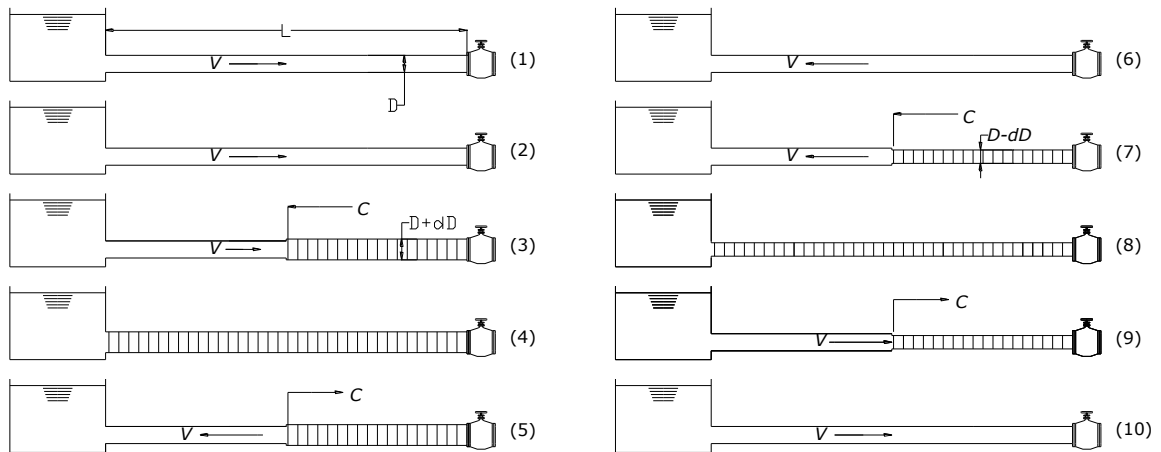 L
V
D
(1)
V
(2)
C
D+dD
V
(3)
(4)
C
V
(5)
V
(6)
C
D-dD
V
(7)
(8)
C
V
(9)
V
(10)